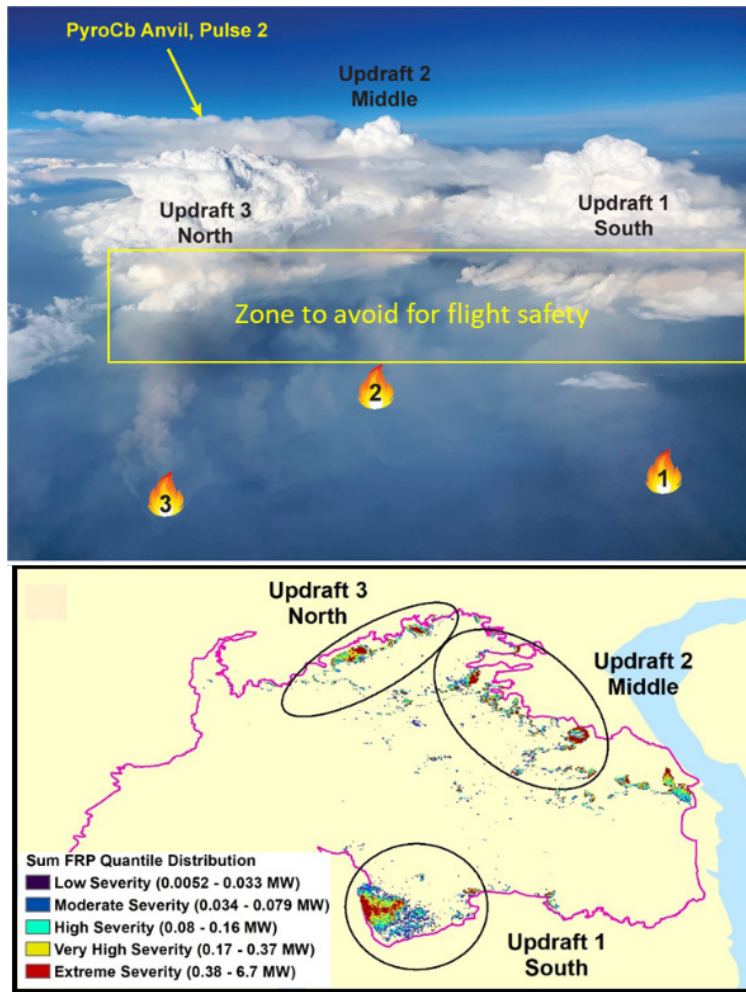 PyroCb Anvil, Pulse 2
Updraft 2
Middle
Updraft 3
North
Updraft 1
South
Zone to avoid for flight safety
2
3
1
Updraft 3
North
Updraft 2
Middle
Sum FRP Quantile Distribution
Low Severity (0.0052 - 0.033 MW)
Moderate Severity (0.034 - 0.079 MW)
High Severity (0.08 - 0.16 MW)
Very High Severity (0.17 - 0.37 MW)
Extreme Severity (0.38 - 6.7 MW)
Updraft 1
South